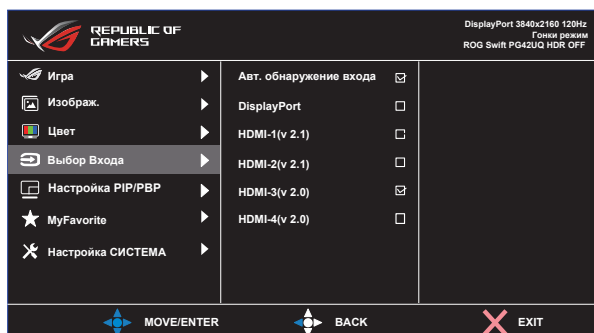 REPUBLIC OF
GAMERS
DisplayPort 3840x2160 120Hz
Гонки режим
ROG Swift PG42UQ HDR OFF
Игра
Изображ.
Цвет
Выбор Входа
Настройка PIP/PBP
MyFavorite
Настройка СИСТЕМА
Авт. обнаружение входа
DisplayPort
HDMI-1(v 2.1)
HDMI-2(v 2.1)
HDMI-3(v 2.0)
HDMI-4(v 2.0)
MOVE/ENTER
BACK
EXIT